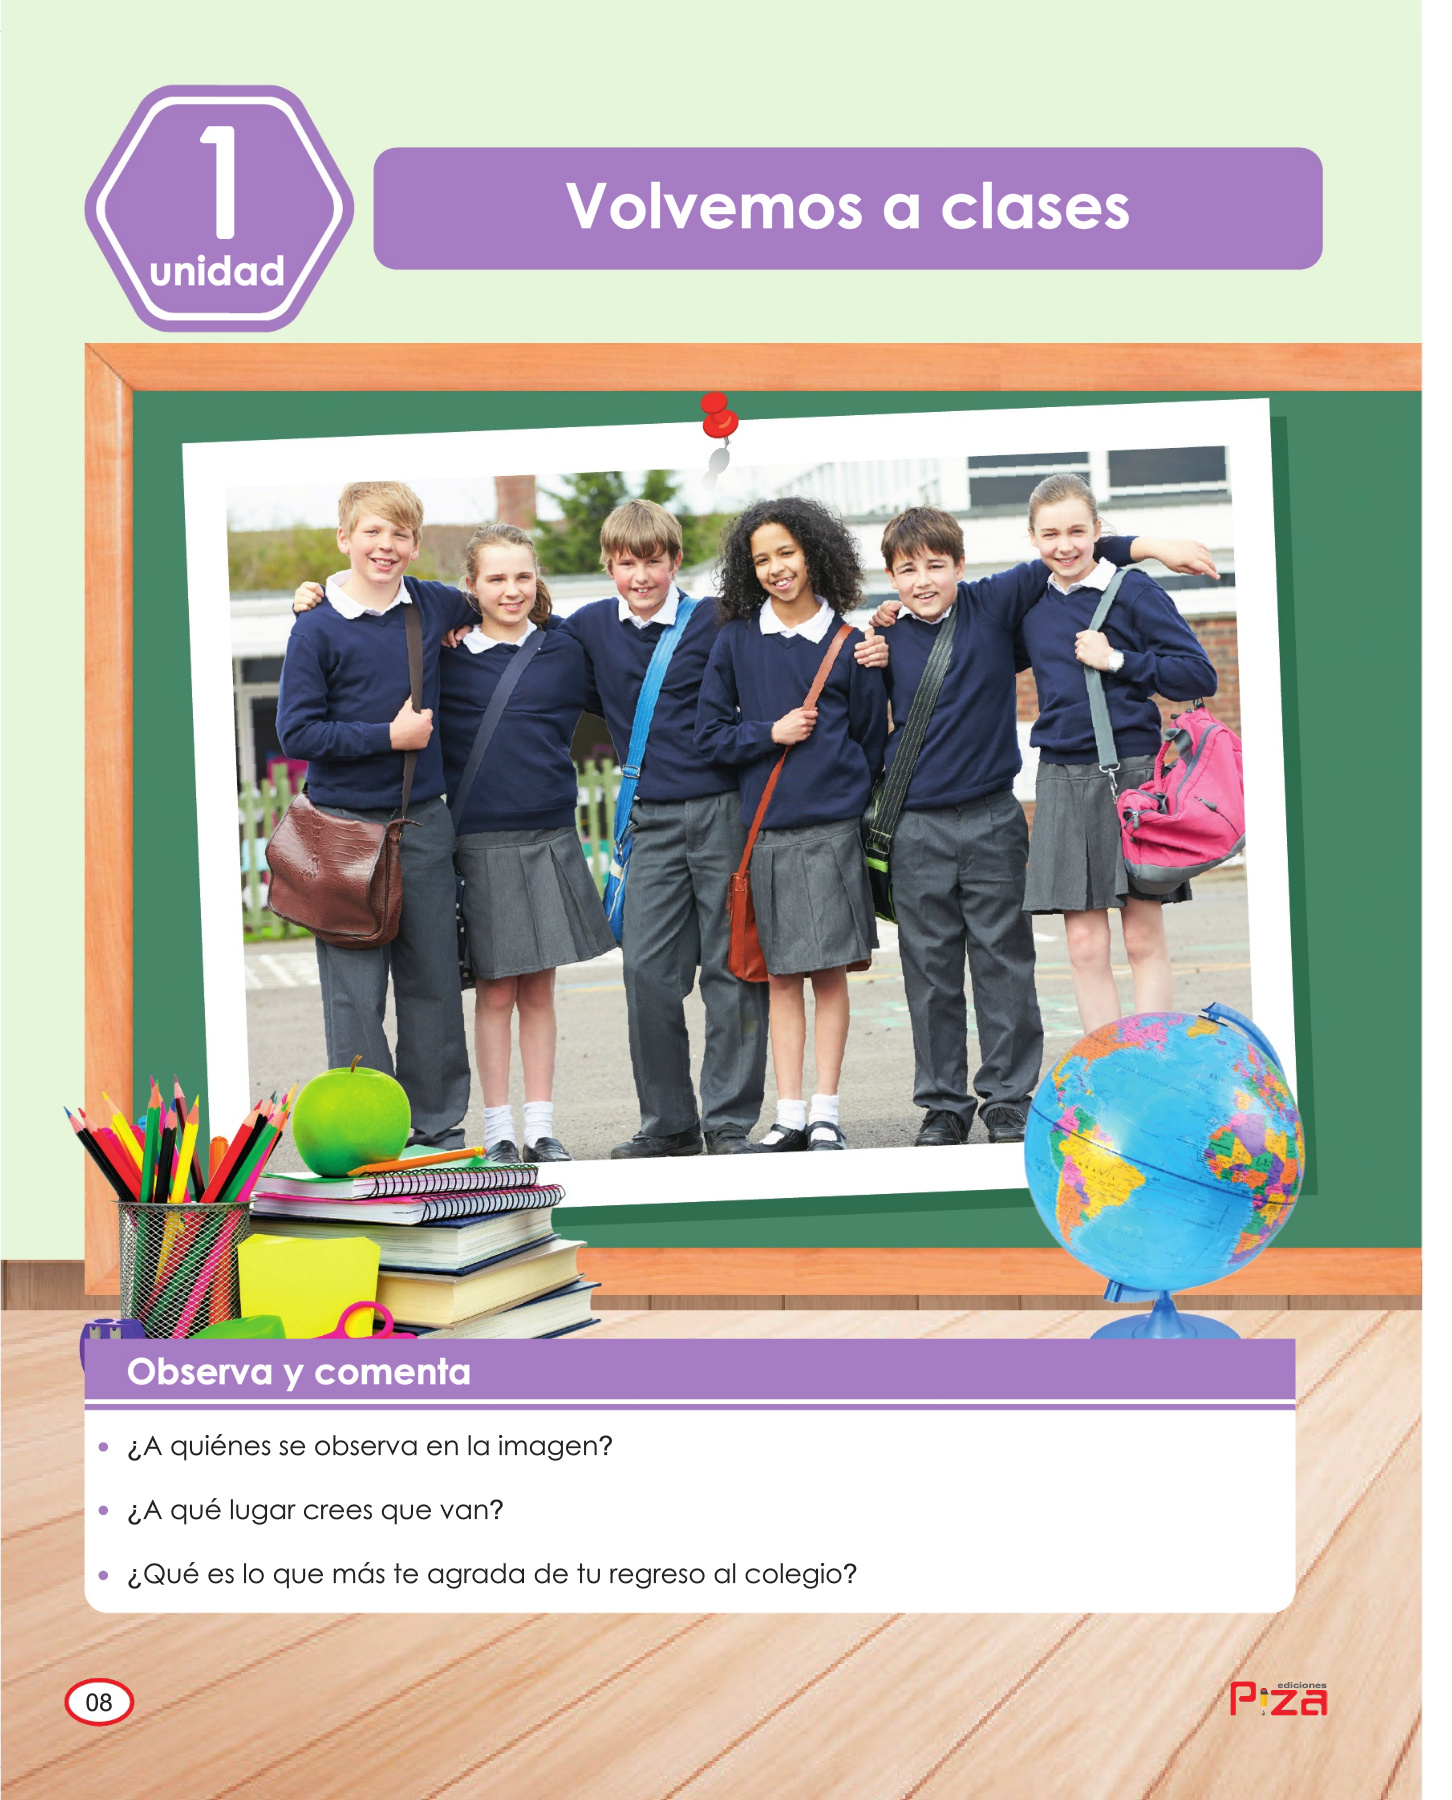 1
unidad
Volvemos a clases
Observa y comenta
• ¿A quiénes se observa en la imagen?
• ¿A qué lugar crees que van?
• ¿Qué es lo que más te agrada de tu regreso al colegio?
08
ediciones
Piza